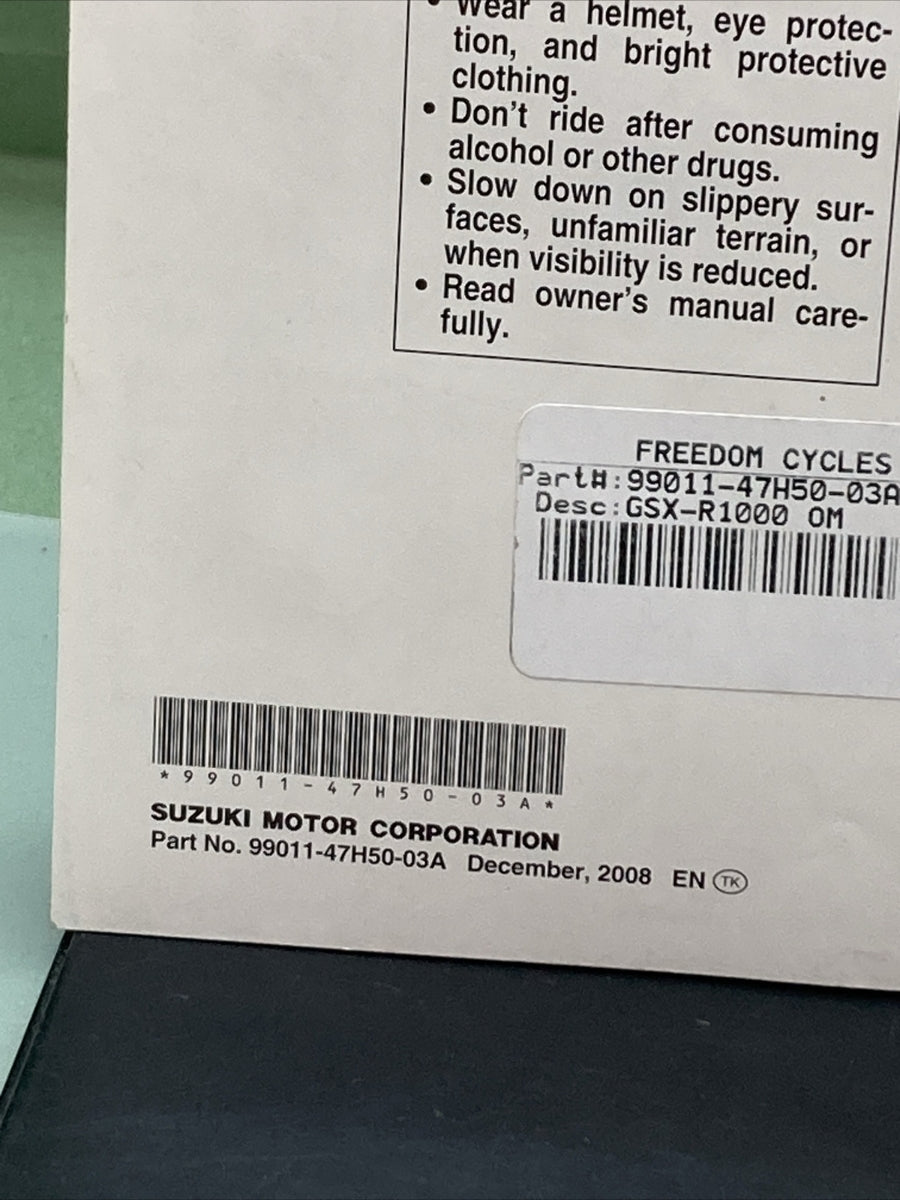 • Wear a helmet, eye protec-
tion, and bright protective
clothing.
• Don't ride after consuming
alcohol or other drugs.
• Slow down on slippery sur-
faces, unfamiliar terrain, or
when visibility is reduced.
• Read owner's manual care-
fully.
FREEDOM CYCLES
Part#:99011-47H50-03A
Desc:GSX-R1000 OM
*99011-47H50-03A*
SUZUKI MOTOR CORPORATION
Part No. 99011-47H50-03A December, 2008 EN TK